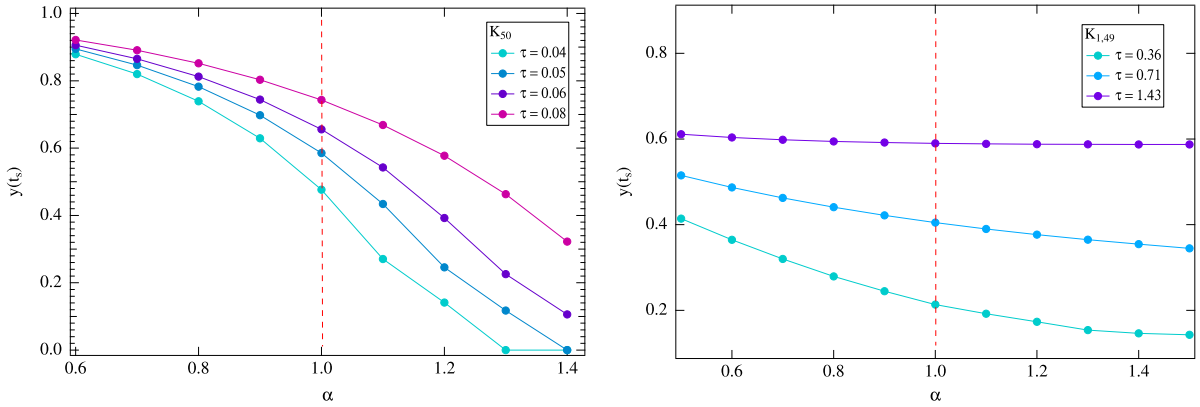 1.0
0.8
0.6
0.4
0.2
0.0
y(tₛ)
0.6 0.8 1.0 1.2 1.4
α
K₅₀
τ = 0.04
τ = 0.05
τ = 0.06
τ = 0.08
0.8
0.6
0.4
0.2
y(tₛ)
0.6 0.8 1.0 1.2 1.4
α
K₁,₄₉
τ = 0.36
τ = 0.71
τ = 1.43